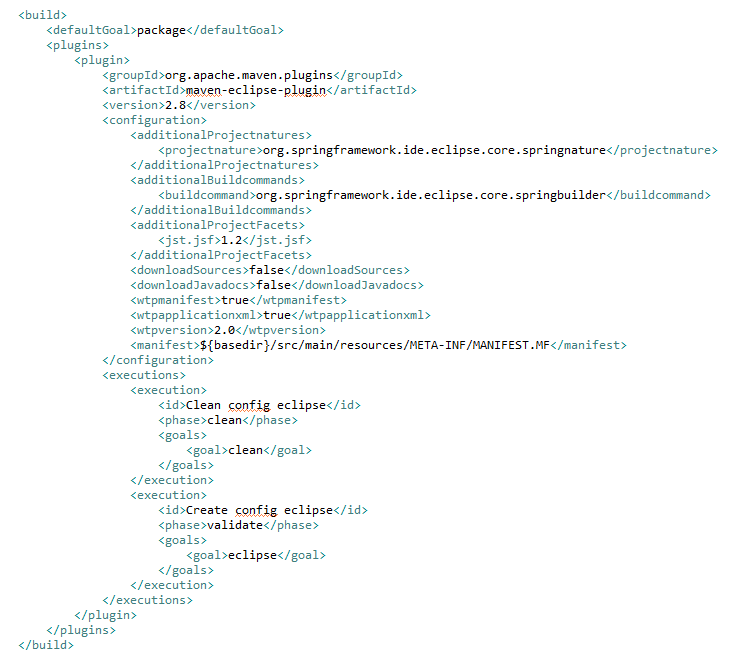 <build>
<defaultGoal>package</defaultGoal>
<plugins>
<plugin>
<groupId>org.apache.maven.plugins</groupId>
<artifactId>maven-eclipse-plugin</artifactId>
<version>2.8</version>
<configuration>
<additionalProjectnatures>
<projectnature>org.springframework.ide.eclipse.core.springnature</projectnature>
</additionalProjectnatures>
<additionalBuildcommands>
<buildcommand>org.springframework.ide.eclipse.core.springbuilder</buildcommand>
</additionalBuildcommands>
<additionalProjectFacets>
<jst.jsf>1.2</jst.jsf>
</additionalProjectFacets>
<downloadSources>false</downloadSources>
<downloadJavadocs>false</downloadJavadocs>
<wtpmanifest>true</wtpmanifest>
<wtpapplicationxml>true</wtpapplicationxml>
<wtpversion>2.0</wtpversion>
<manifest>${basedir}/src/main/resources/META-INF/MANIFEST.MF</manifest>
</configuration>
<executions>
<execution>
<id>Clean config eclipse</id>
<phase>clean</phase>
<goals>
<goal>clean</goal>
</goals>
</execution>
<execution>
<id>Create config eclipse</id>
<phase>validate</phase>
<goals>
<goal>eclipse</goal>
</goals>
</execution>
</executions>
</plugin>
</plugins>
</build>